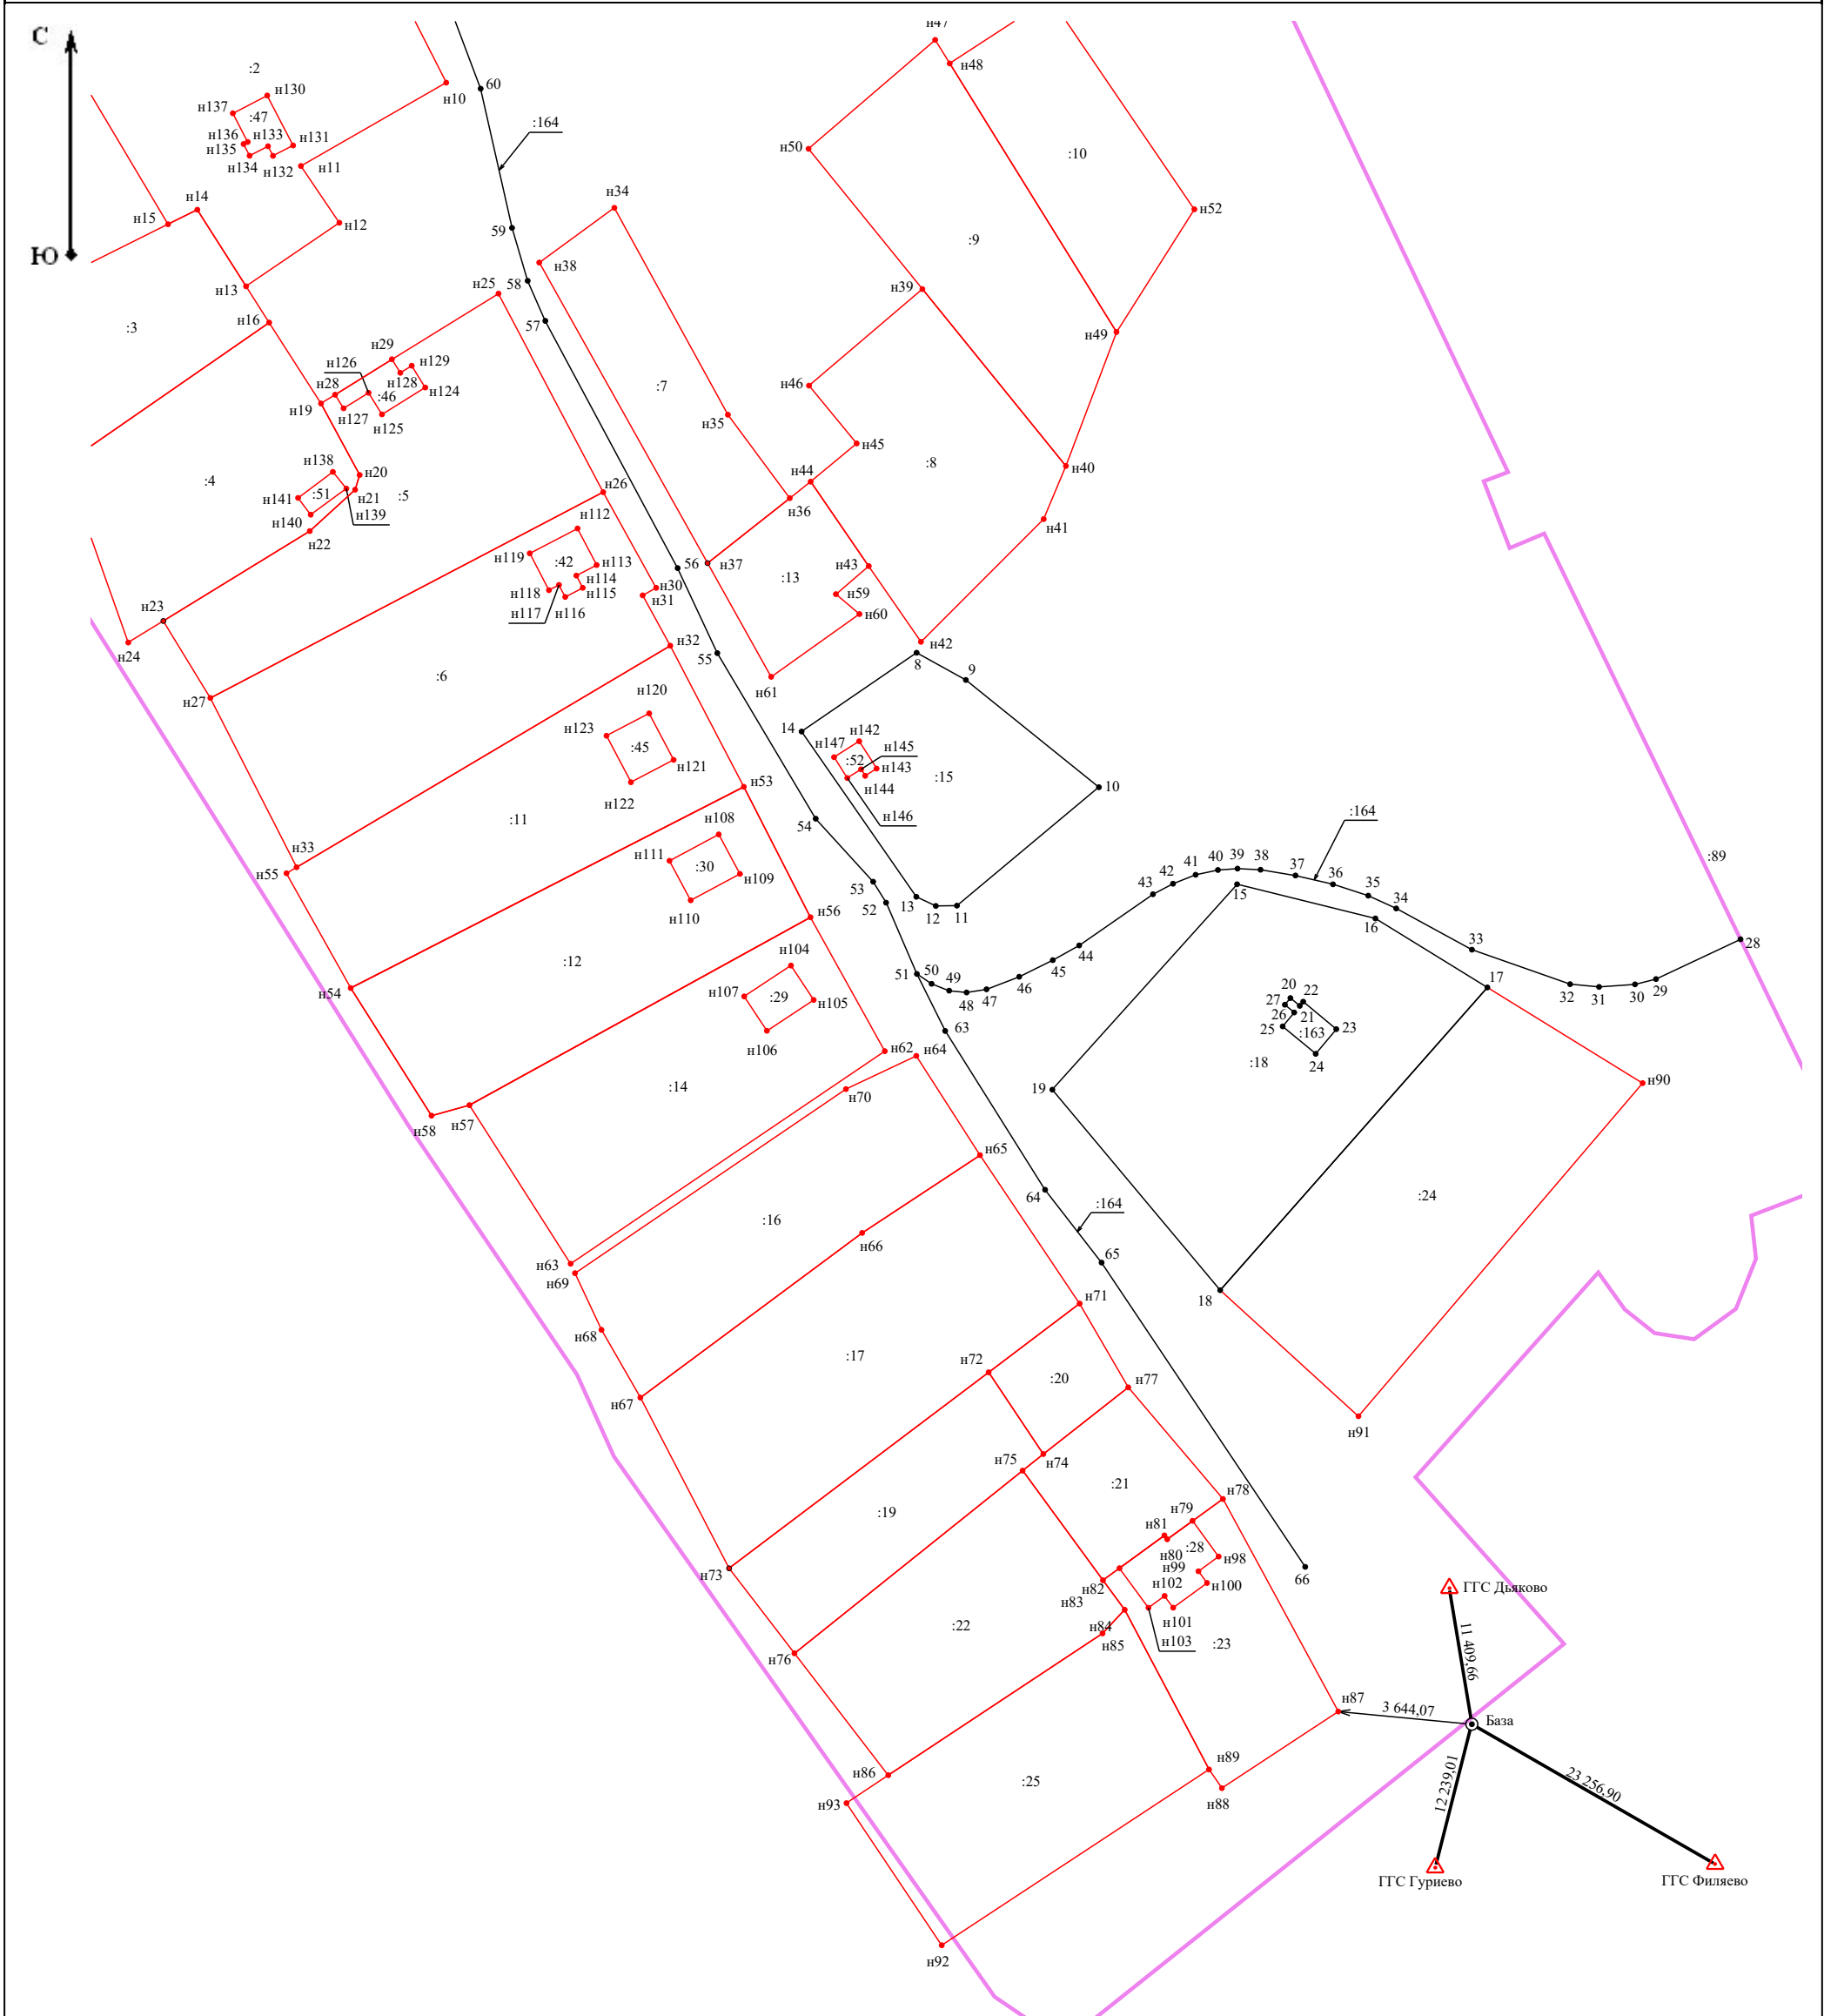 С
Ю
:2
н130
н137
:47
н136
н133
н131
н135
н134
н132
н11
н10
60
:164
н47
н48
н50
:10
н14
н15
н12
н34
н52
59
:9
н38
н13
н25
58
н39
:3
н16
57
н49
н29
н126
н129
н28
н128
н124
:46
:7
н46
н19
н127
н125
н35
н138
н20
н45
:8
н44
н40
:4
:51
н141
н21
:5
н26
н139
н140
н22
н36
н112
н41
н119
:42
н113
56
н37
н43
:13
н114
н118
н115
н30
н59
н117
н116
н31
н60
н23
н24
н32
55
н42
8
9
:6
н61
н27
н120
н123
:45
14
н142
н147
н145
:52
н143
:15
н121
н144
10
н122
н53
н146
:11
54
н108
н111
:30
н33
н55
н109
53
н110
52
13
12
11
:164
43
42
41
40
39
38
37
36
35
34
15
:89
н56
16
33
28
н104
44
:12
51
50
49
45
17
н54
н107
:29
н105
48
47
46
32
31
30
29
20
22
27
21
26
63
25
:163
23
н106
н62
н64
:18
24
:14
19
н90
н70
н58
н57
н65
64
:164
:24
:16
н66
65
н63
н69
18
н71
н68
:17
н72
:20
н77
н67
н91
н75
н74
:21
н78
:19
н79
н81
н80
:28
н98
н99
н73
66
н82
н102
н100
ГГС Дьяково
н83
н84
н101
:22
н85
н103
:23
11 409,66
н76
н87
3 644,07
База
н89
н86
:25
23 256,90
12 239,01
н93
н88
ГГС Гуриево
ГГС Филяево
н92